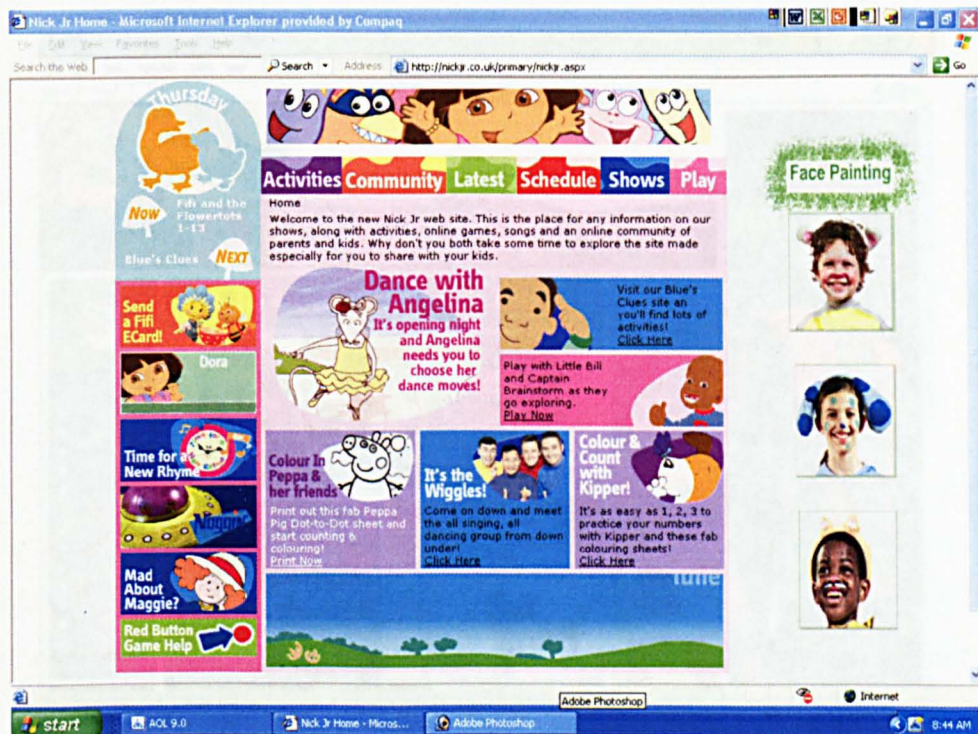 Nick Jr Home - Microsoft Internet Explorer provided by Compaq
Edit View Favorites Tools Help
Search the Web Search Address http://nickjr.co.uk/primary/nickjr.aspx Go
Thursday
Now
Fifi and the
Flowertots
1-13
Blue's Clues NEXT
Send
a Fifi
ECard!
Dora
Time for a
New Rhyme
Noggin
Mad
About
Maggie?
Red Button
Game Help
Activities Community Latest Schedule Shows Play
Home
Welcome to the new Nick Jr web site. This is the place for any information on our
shows, along with activities, online games, songs and an online community of
parents and kids. Why don't you both take some time to explore the site made
especially for you to share with your kids.
Dance with
Angelina
It's opening night
and Angelina
needs you to
choose her
dance moves!
Visit our Blue's
Clues site an
you'll find lots of
activities!
Click Here
Play with Little Bill
and Captain
Brainstorm as they
go exploring.
Play Now
Colour In
Peppa &
her friends
Print out this fab Peppa
Pig Dot-to-Dot sheet and
start counting &
colouring!
Print Now
It's the
Wiggles!
Come on down and meet
the all singing, all
dancing group from down
under!
Click Here
Colour &
Count
with
Kipper!
It's as easy as 1, 2, 3 to
practice your numbers
with Kipper and these fab
colouring sheets!
Click Here
Face Painting
Adobe Photoshop
Internet
start AOL 9.0 Nick Jr Home - Micros... Adobe Photoshop 8:44 AM